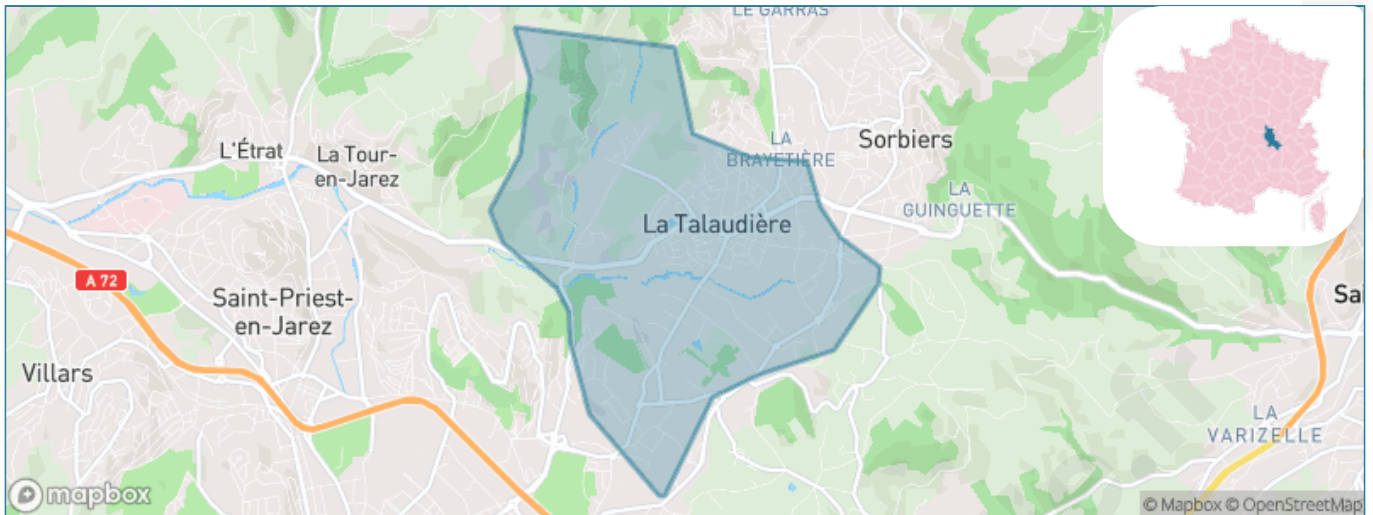 LE GARRAS
L'Étrat
La Tour-
en-Jarez
LA
BRAYETIÈRE
Sorbiers
LA
GUINGUETTE
La Talaudière
A 72
Saint-Priest-
en-Jarez
Sai
Villars
LA
VARIZELLE
mapbox
© Mapbox © OpenStreetMap